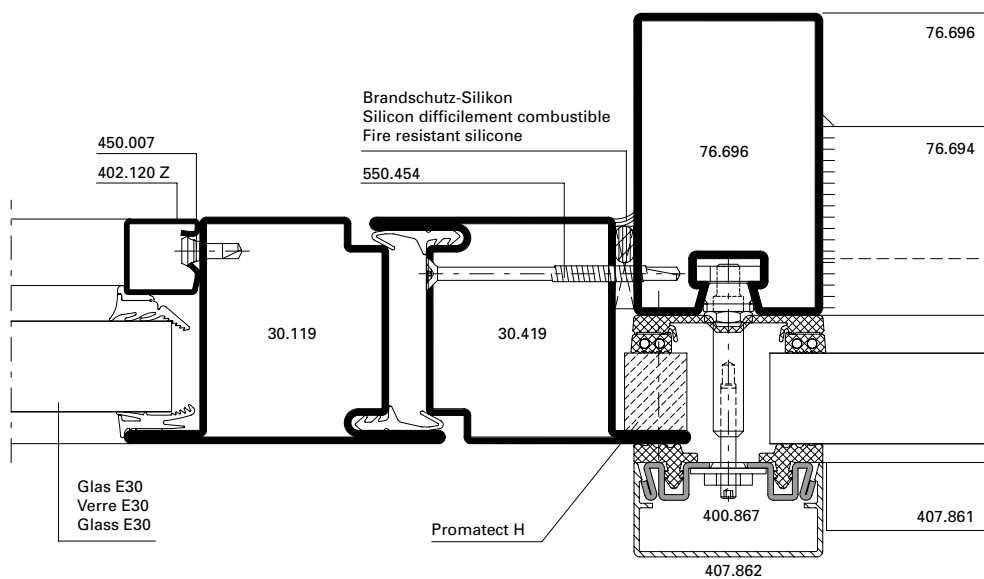 76.696
Brandschutz-Silikon
Silicon difficilement combustible
Fire resistant silicone
450.007
76.696
76.694
402.120 Z
550.454
30.119
30.419
Glas E30
Verre E30
Glass E30
Promatect H
400.867
407.861
407.862